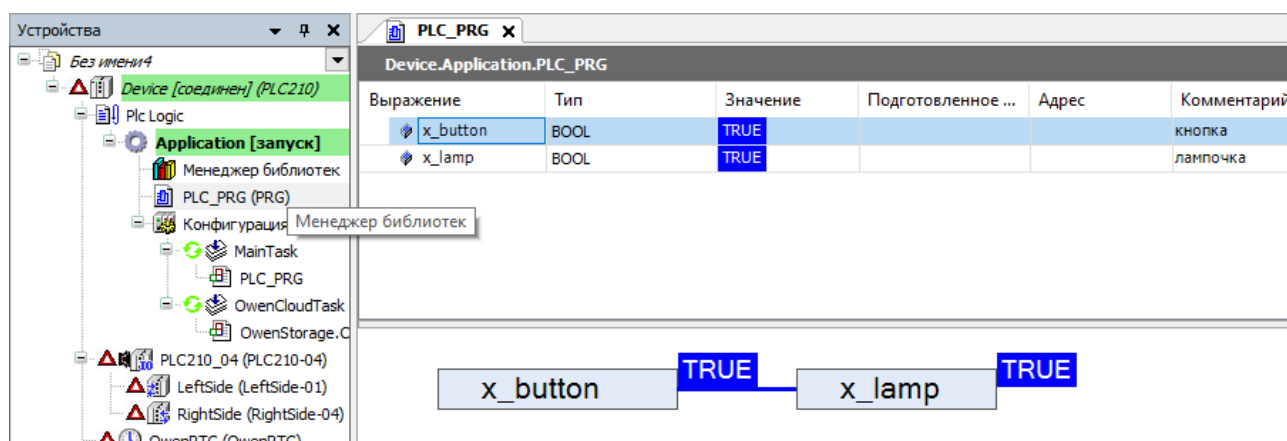 Устройства
Без имени4
Device [соединен] (PLC210)
Plc Logic
Application [запуск]
Менеджер библиотек
PLC_PRG (PRG)
Конфигурация
Менеджер библиотек
MainTask
PLC_PRG
OwenCloudTask
OwenStorage.C
PLC210_04 (PLC210-04)
LeftSide (LeftSide-01)
RightSide (RightSide-04)
OwenRTC (OwenRTC)
PLC_PRG
Device.Application.PLC_PRG
Выражение Тип Значение Подготовленное ... Адрес Комментарий
x_button BOOL TRUE кнопка
x_lamp BOOL TRUE лампочка
x_button TRUE x_lamp TRUE